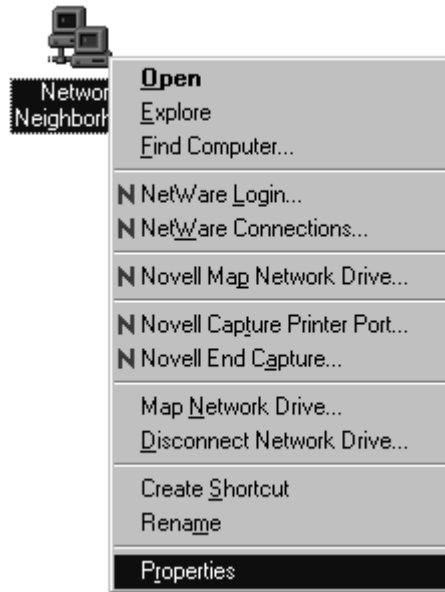 Networ
Neighborh
Open
Explore
Find Computer...
N NetWare Login...
N NetWare Connections...
N Novell Map Network Drive...
N Novell Capture Printer Port...
N Novell End Capture...
Map Network Drive...
Disconnect Network Drive...
Create Shortcut
Rename
Properties